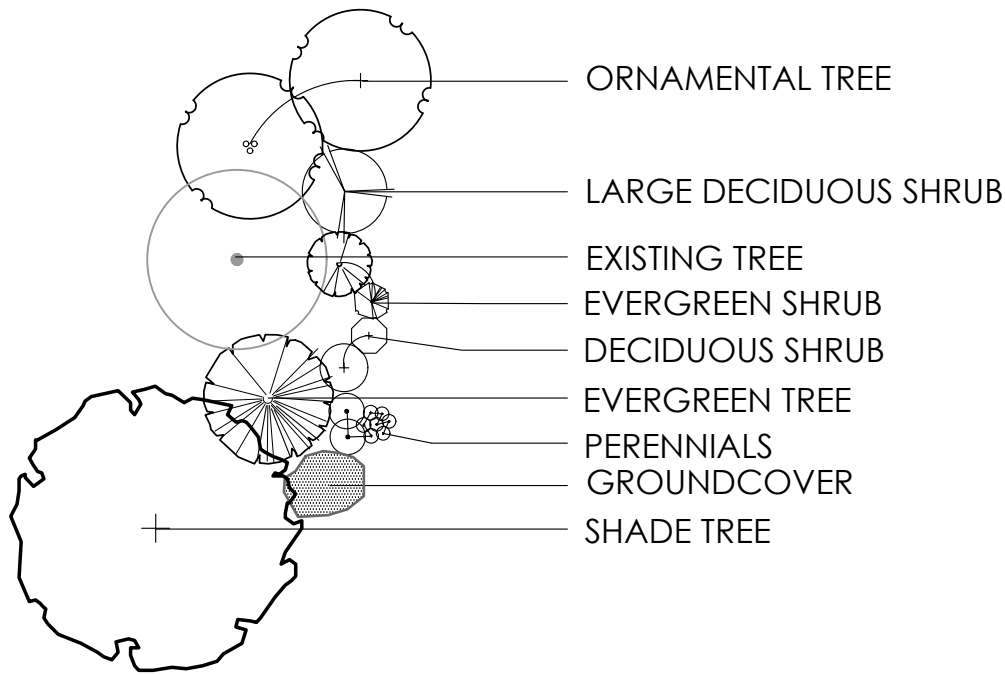 ORNAMENTAL TREE
LARGE DECIDUOUS SHRUB
EXISTING TREE
EVERGREEN SHRUB
DECIDUOUS SHRUB
EVERGREEN TREE
PERENNIALS
GROUNDCOVER
SHADE TREE